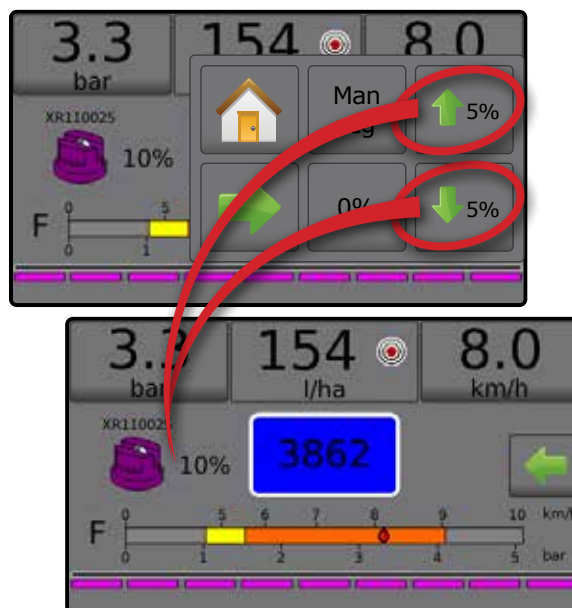 3.3 154 8.0
bar
Man
5%
XR110025
10%
0%
5%
F
0 5
0 1
3.3 154 8.0
bar l/ha km/h
XR110025
10%
3862
F
0 5 6 7 8 9 10 km/h
0 1 2 3 4 5 bar